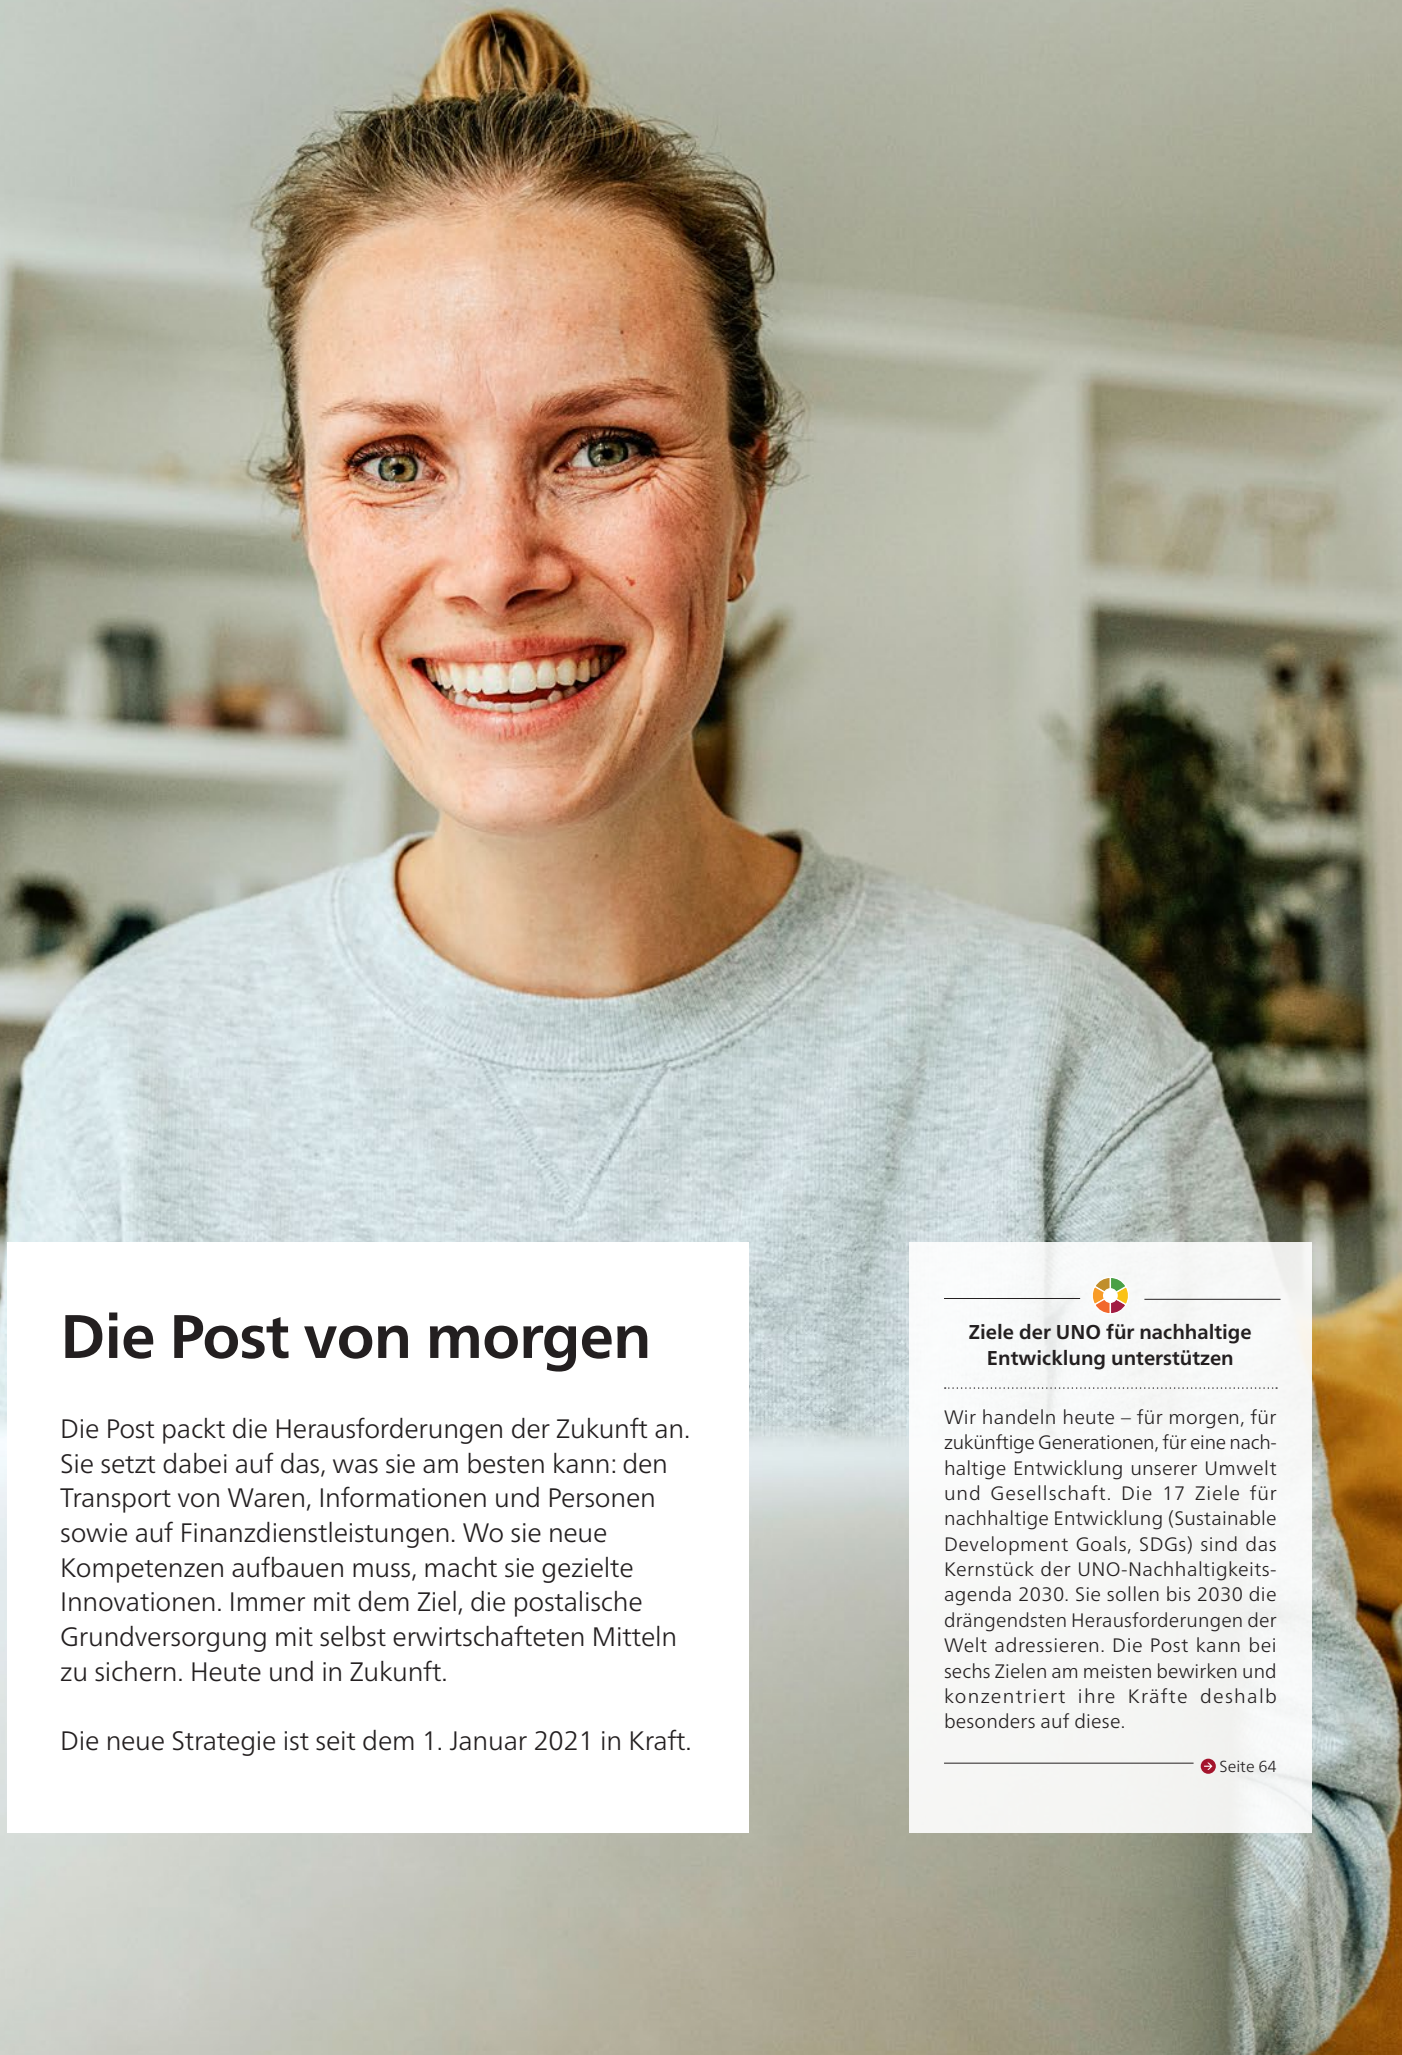 Die Post von morgen
Die Post packt die Herausforderungen der Zukunft an.
Sie setzt dabei auf das, was sie am besten kann: den
Transport von Waren, Informationen und Personen
sowie auf Finanzdienstleistungen. Wo sie neue
Kompetenzen aufbauen muss, macht sie gezielte
Innovationen. Immer mit dem Ziel, die postalische
Grundversorgung mit selbst erwirtschafteten Mitteln
zu sichern. Heute und in Zukunft.
Die neue Strategie ist seit dem 1. Januar 2021 in Kraft.
Ziele der UNO für nachhaltige
Entwicklung unterstützen
Wir handeln heute – für morgen, für
zukünftige Generationen, für eine nach-
haltige Entwicklung unserer Umwelt
und Gesellschaft. Die 17 Ziele für
nachhaltige Entwicklung (Sustainable
Development Goals, SDGs) sind das
Kernstück der UNO-Nachhaltigkeits-
agenda 2030. Sie sollen bis 2030 die
drängendsten Herausforderungen der
Welt adressieren. Die Post kann bei
sechs Zielen am meisten bewirken und
konzentriert ihre Kräfte deshalb
besonders auf diese.
Seite 64